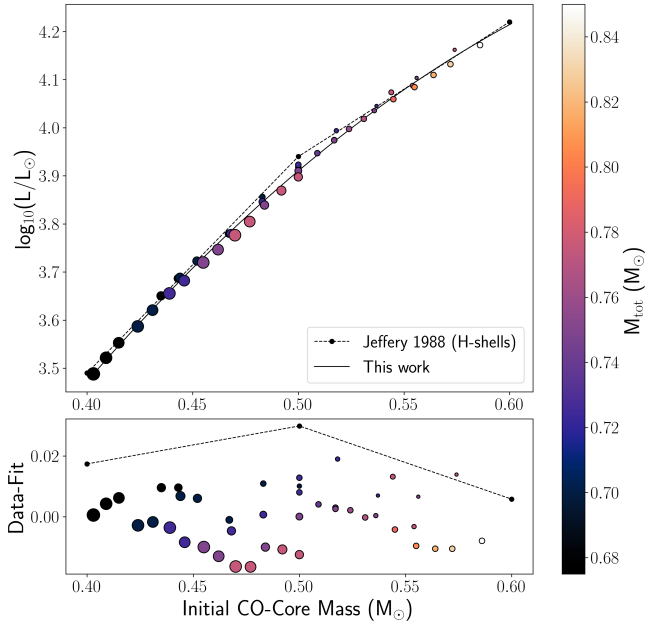 4.2
4.1
4.0
3.9
3.8
3.7
3.6
3.5
log₁₀(L/L☉)
Jeffery 1988 (H-shells)
This work
0.40 0.45 0.50 0.55 0.60
0.02
0.00
Data-Fit
0.40 0.45 0.50 0.55 0.60
Initial CO-Core Mass (M☉)
0.84
0.82
0.80
0.78
0.76
0.74
0.72
0.70
0.68
M_tot (M☉)